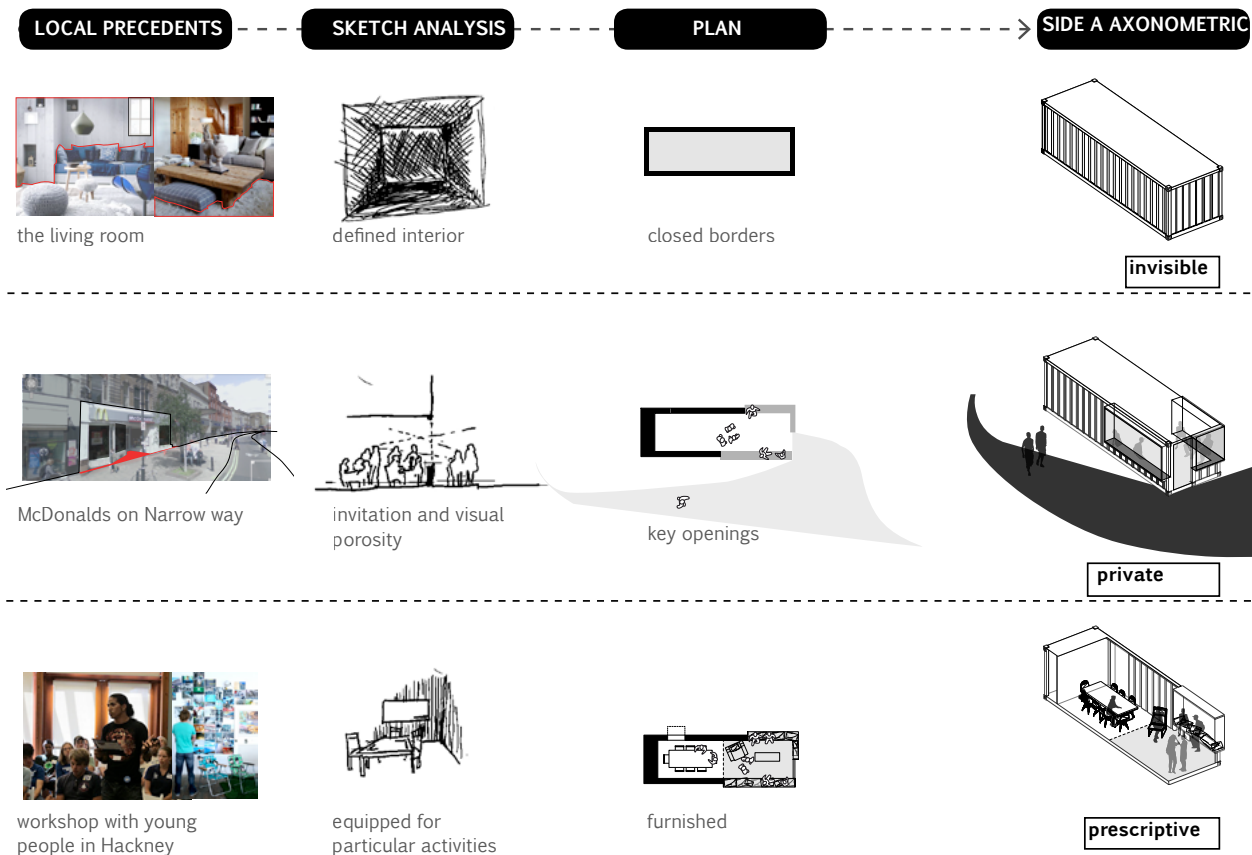 LOCAL PRECEDENTS
SKETCH ANALYSIS
PLAN
SIDE A AXONOMETRIC
the living room
defined interior
closed borders
invisible
McDonalds on Narrow way
invitation and visual
porosity
key openings
private
workshop with young
people in Hackney
equipped for
particular activities
furnished
prescriptive